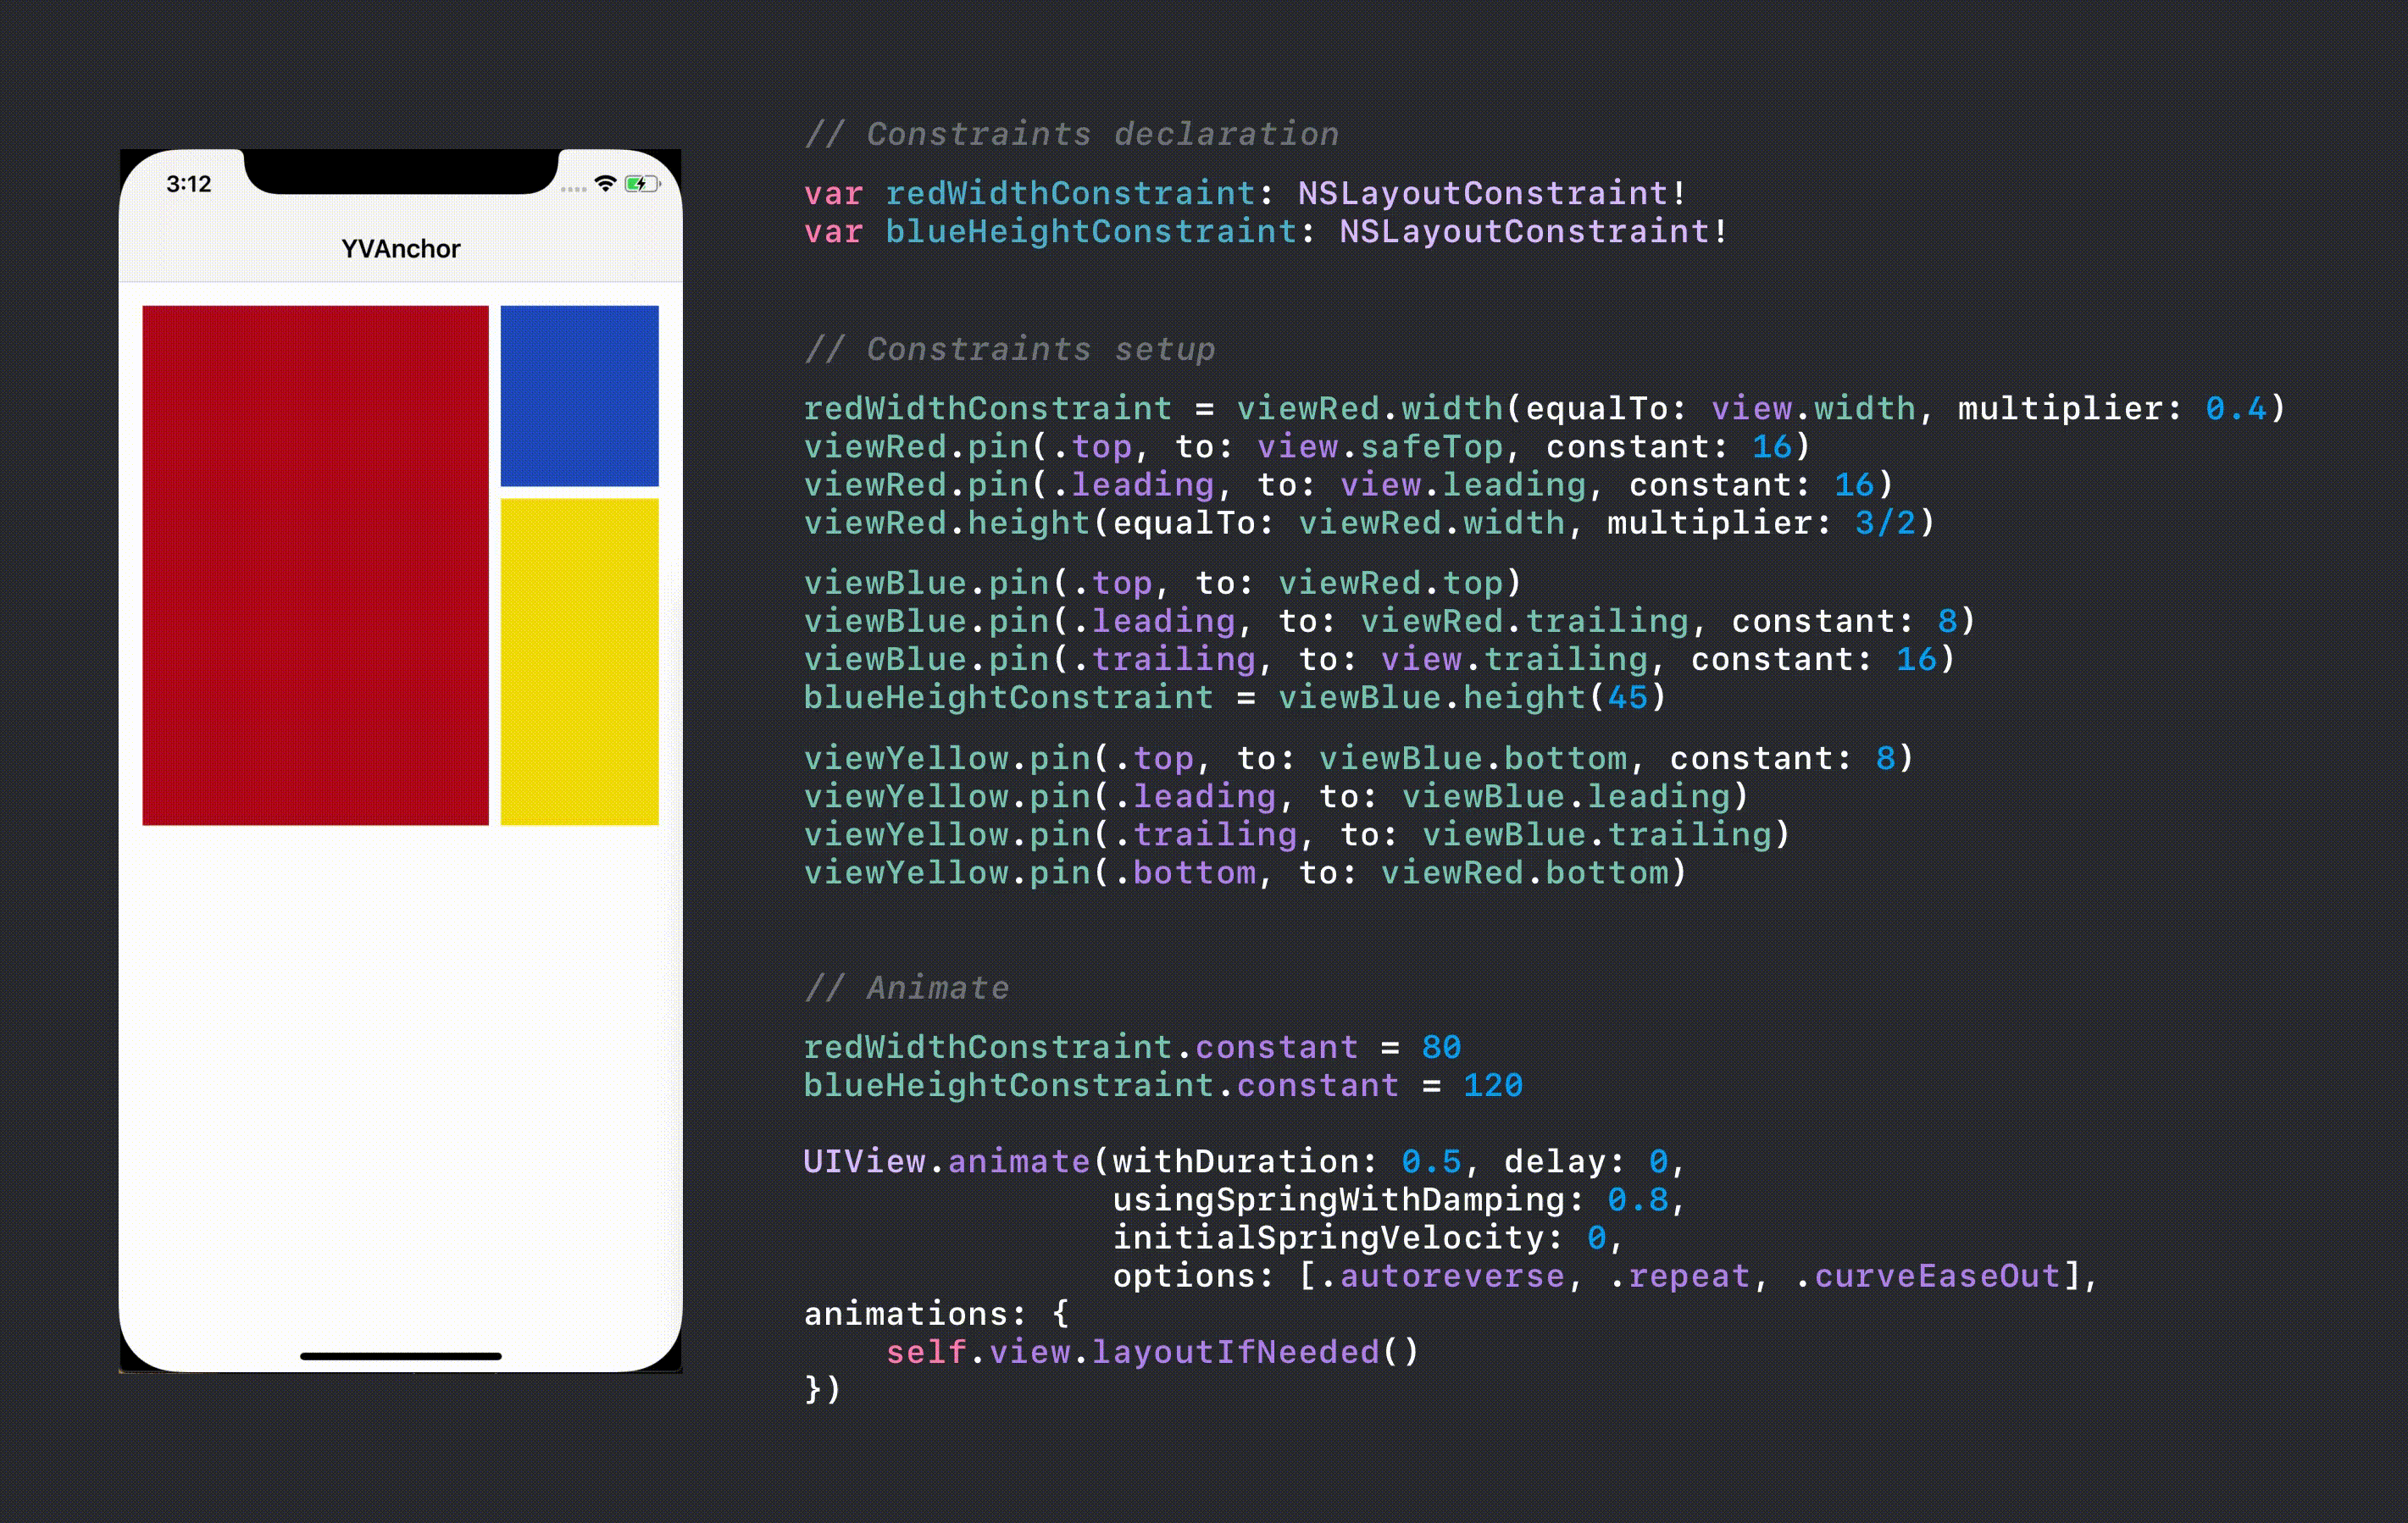 3:12
YVAnchor
// Constraints declaration
var redWidthConstraint: NSLayoutConstraint!
var blueHeightConstraint: NSLayoutConstraint!
// Constraints setup
redWidthConstraint = viewRed.width(equalTo: view.width, multiplier: 0.4)
viewRed.pin(.top, to: view.safeTop, constant: 16)
viewRed.pin(.leading, to: view.leading, constant: 16)
viewRed.height(equalTo: viewRed.width, multiplier: 3/2)
viewBlue.pin(.top, to: viewRed.top)
viewBlue.pin(.leading, to: viewRed.trailing, constant: 8)
viewBlue.pin(.trailing, to: view.trailing, constant: 16)
blueHeightConstraint = viewBlue.height(45)
viewYellow.pin(.top, to: viewBlue.bottom, constant: 8)
viewYellow.pin(.leading, to: viewBlue.leading)
viewYellow.pin(.trailing, to: viewBlue.trailing)
viewYellow.pin(.bottom, to: viewRed.bottom)
// Animate
redWidthConstraint.constant = 80
blueHeightConstraint.constant = 120
UIView.animate(withDuration: 0.5, delay: 0,
usingSpringWithDamping: 0.8,
initialSpringVelocity: 0,
options: [.autoreverse, .repeat, .curveEaseOut],
animations: {
self.view.layoutIfNeeded()
})